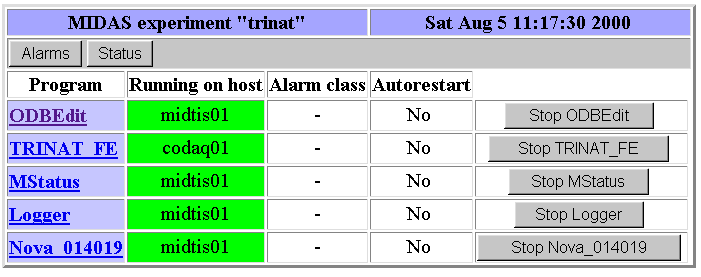 MIDAS experiment "trinat" Sat Aug 5 11:17:30 2000
Alarms Status
Program Running on host Alarm class Autorestart
ODBEdit midtis01 - No Stop ODBEdit
TRINAT_FE codaq01 - No Stop TRINAT_FE
MStatus midtis01 - No Stop MStatus
Logger midtis01 - No Stop Logger
Nova_014019 midtis01 - No Stop Nova_014019